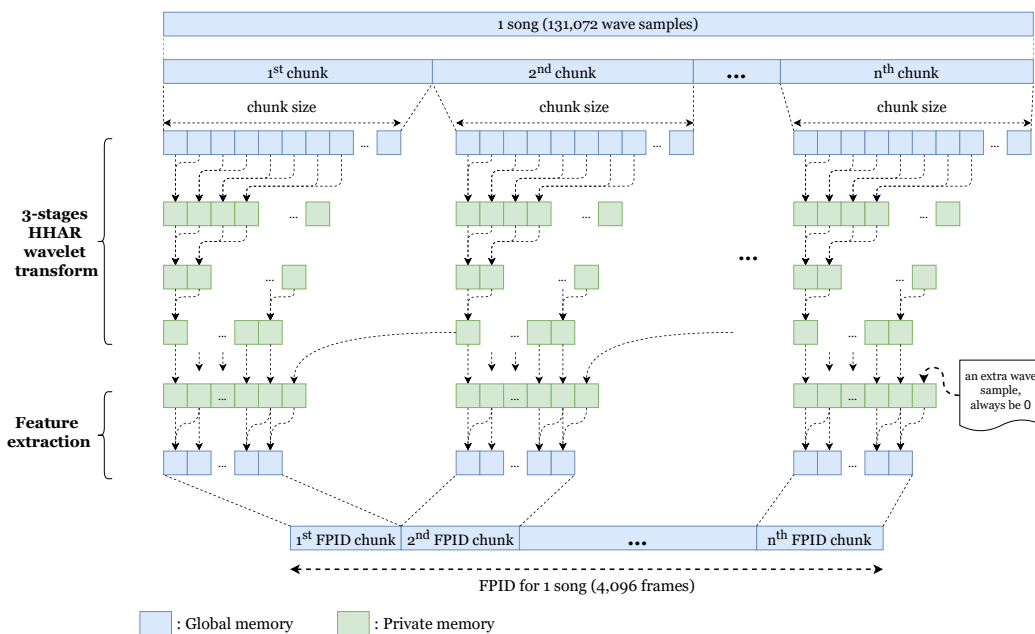 1 song (131,072 wave samples)
1st chunk
2nd chunk
...
nth chunk
chunk size
chunk size
chunk size
...
...
...
3-stages
HHAR
wavelet
transform
...
...
...
...
...
...
...
...
...
...
an extra wave
sample,
always be 0
Feature
extraction
...
...
...
...
...
...
1st FPID chunk
2nd FPID chunk
...
nth FPID chunk
FPID for 1 song (4,096 frames)
: Global memory
: Private memory